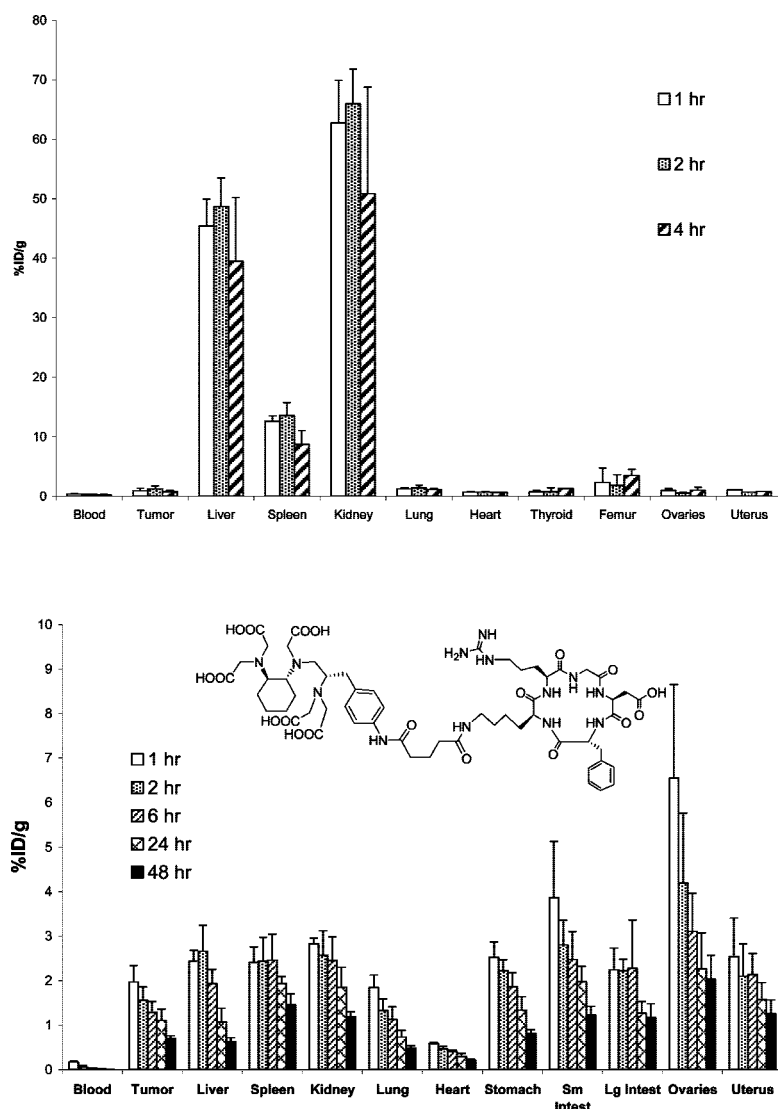 80
70
60
50
40
30
20
10
0
%ID/g
1 hr
2 hr
4 hr
Blood Tumor Liver Spleen Kidney Lung Heart Thyroid Femur Ovaries Uterus
10
9
8
7
6
5
4
3
2
1
0
%ID/g
HOOC COOH
HOOC N N
N
HOOC HOOC
NH O O HN
NH
H2N N H
O H N O
NH N H HN OH
O O
NH HN O
O
1 hr
2 hr
6 hr
24 hr
48 hr
Blood Tumor Liver Spleen Kidney Lung Heart Stomach Sm Intest Lg Intest Ovaries Uterus